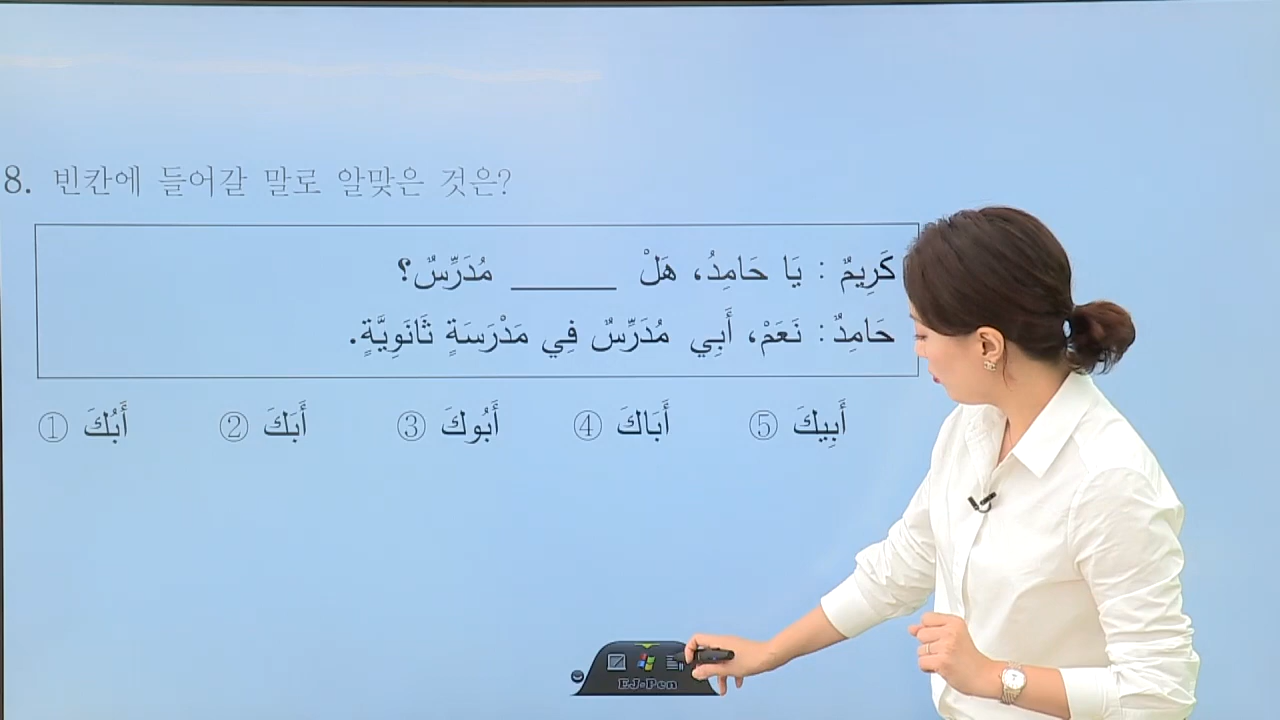 8. 빈칸에 들어갈 말로 알맞은 것은?
كَرِيمٌ : يَا حَامِدُ، هَلْ ______ مُدَرِّسٌ؟
حَامِدٌ : نَعَمْ، أَبِي مُدَرِّسٌ فِي مَدْرَسَةٍ ثَانَوِيَّةٍ.
① أَبُكَ ② أَبَكَ ③ أَبُوكَ ④ أَبَاكَ ⑤ أَبِيكَ
EJ-Pen